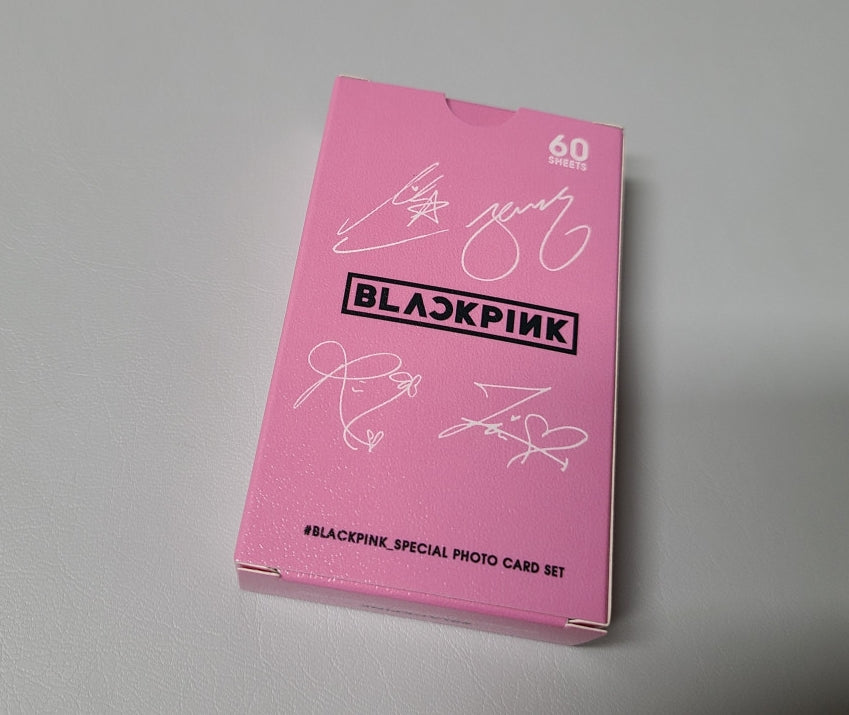 60
SHEETS
BLACKPINK
#BLACKPINK_SPECIAL PHOTO CARD SET